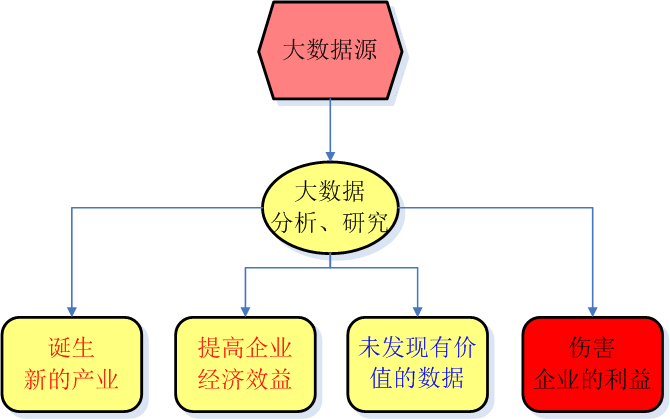 大数据源
大数据
分析、研究
诞生
新的产业
提高企业
经济效益
未发现有价
值的数据
伤害
企业的利益